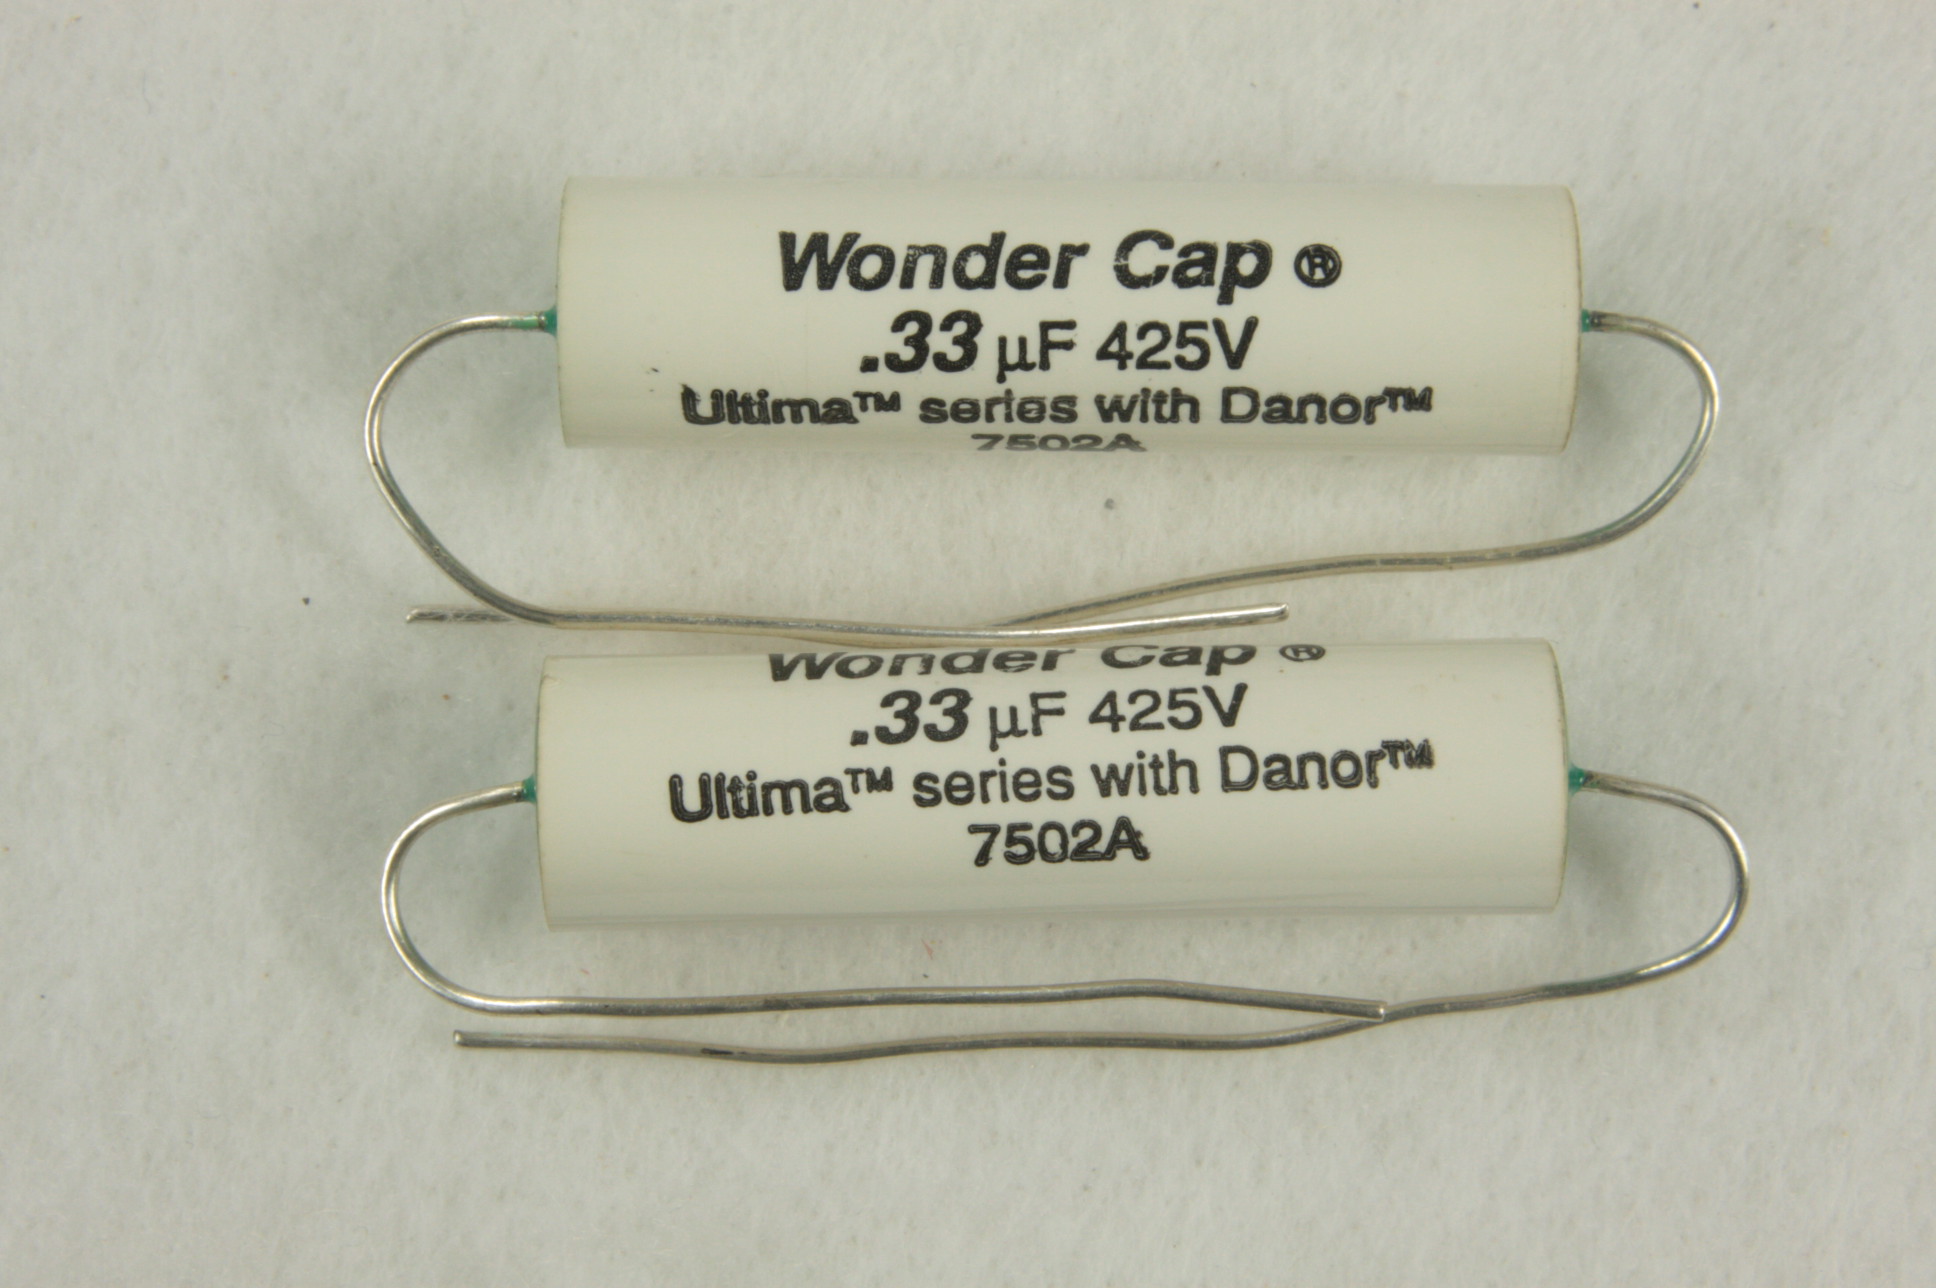 Wonder Cap ®
.33 µF 425V
Ultima™ series with Danor™
7502A
Wonder Cap ®
.33 µF 425V
Ultima™ series with Danor™
7502A